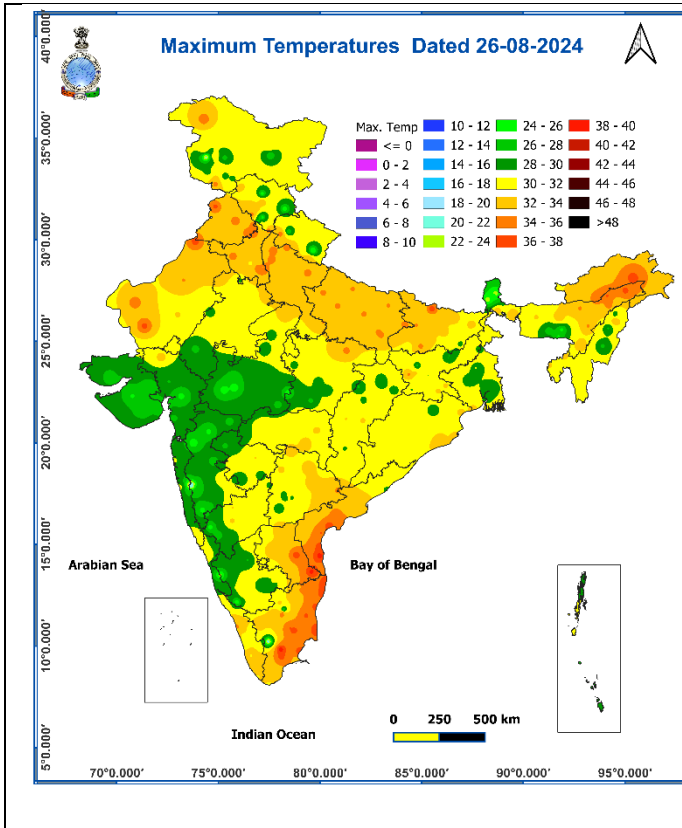 Maximum Temperatures Dated 26-08-2024
Max. Temp
<= 0
0 - 2
2 - 4
4 - 6
6 - 8
8 - 10
10 - 12
12 - 14
14 - 16
16 - 18
18 - 20
20 - 22
22 - 24
24 - 26
26 - 28
28 - 30
30 - 32
32 - 34
34 - 36
36 - 38
38 - 40
40 - 42
42 - 44
44 - 46
46 - 48
>48
40°0.000'
35°0.000'
30°0.000'
25°0.000'
20°0.000'
15°0.000'
10°0.000'
5°0.000'
Arabian Sea
Bay of Bengal
Indian Ocean
0 250 500 km
70°0.000' 75°0.000' 80°0.000' 85°0.000' 90°0.000' 95°0.000'